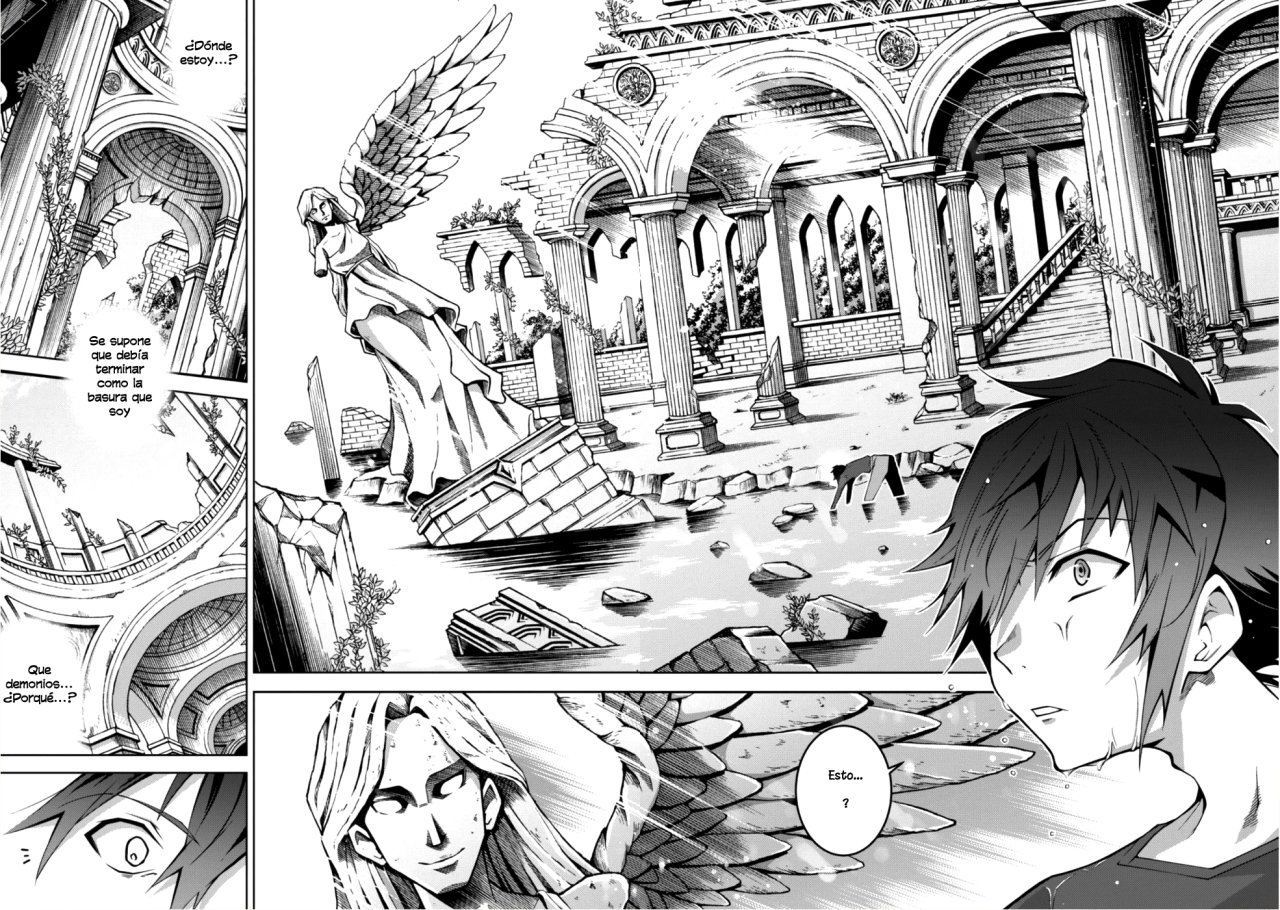 ¿Dónde
estoy...?
Se supone
que debía
terminar
como la
basura que
soy
Que
demonios...
¿Porqué...?
Esto...
?